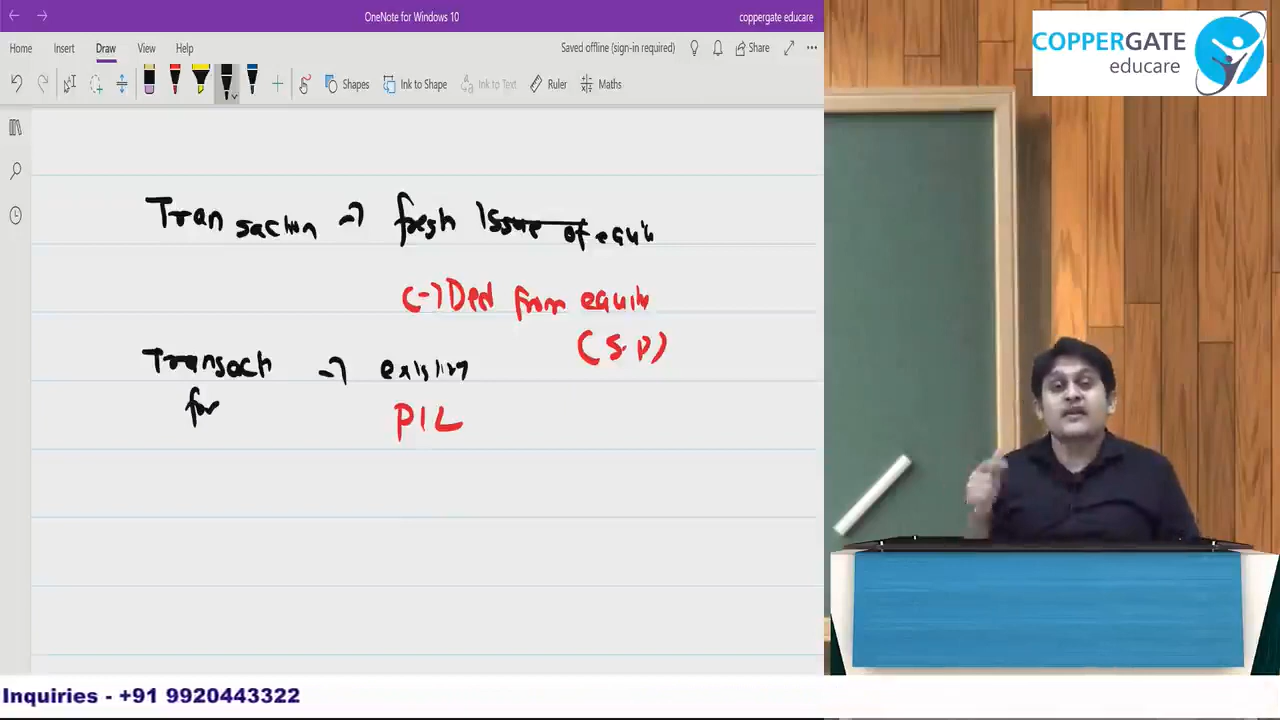 OneNote for Windows 10
coppergate educare
Home Insert Draw View Help
Saved offline (sign-in required) Share
Shapes Ink to Shape Ink to Text Ruler Maths
COPPERGATE
educare
Transaction → fresh Issue of equi
(-) Ded from equity
(S.P)
Transact → existing
for P/L
Inquiries - +91 9920443322